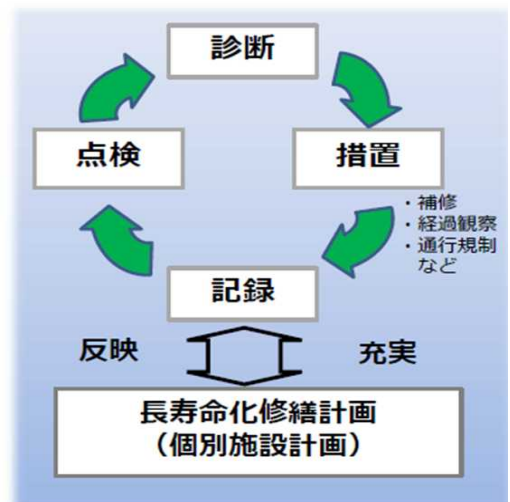 診断
点検
措置
・補修
・経過観察
・通行規制
など
記録
反映
充実
長寿命化修繕計画
（個別施設計画）